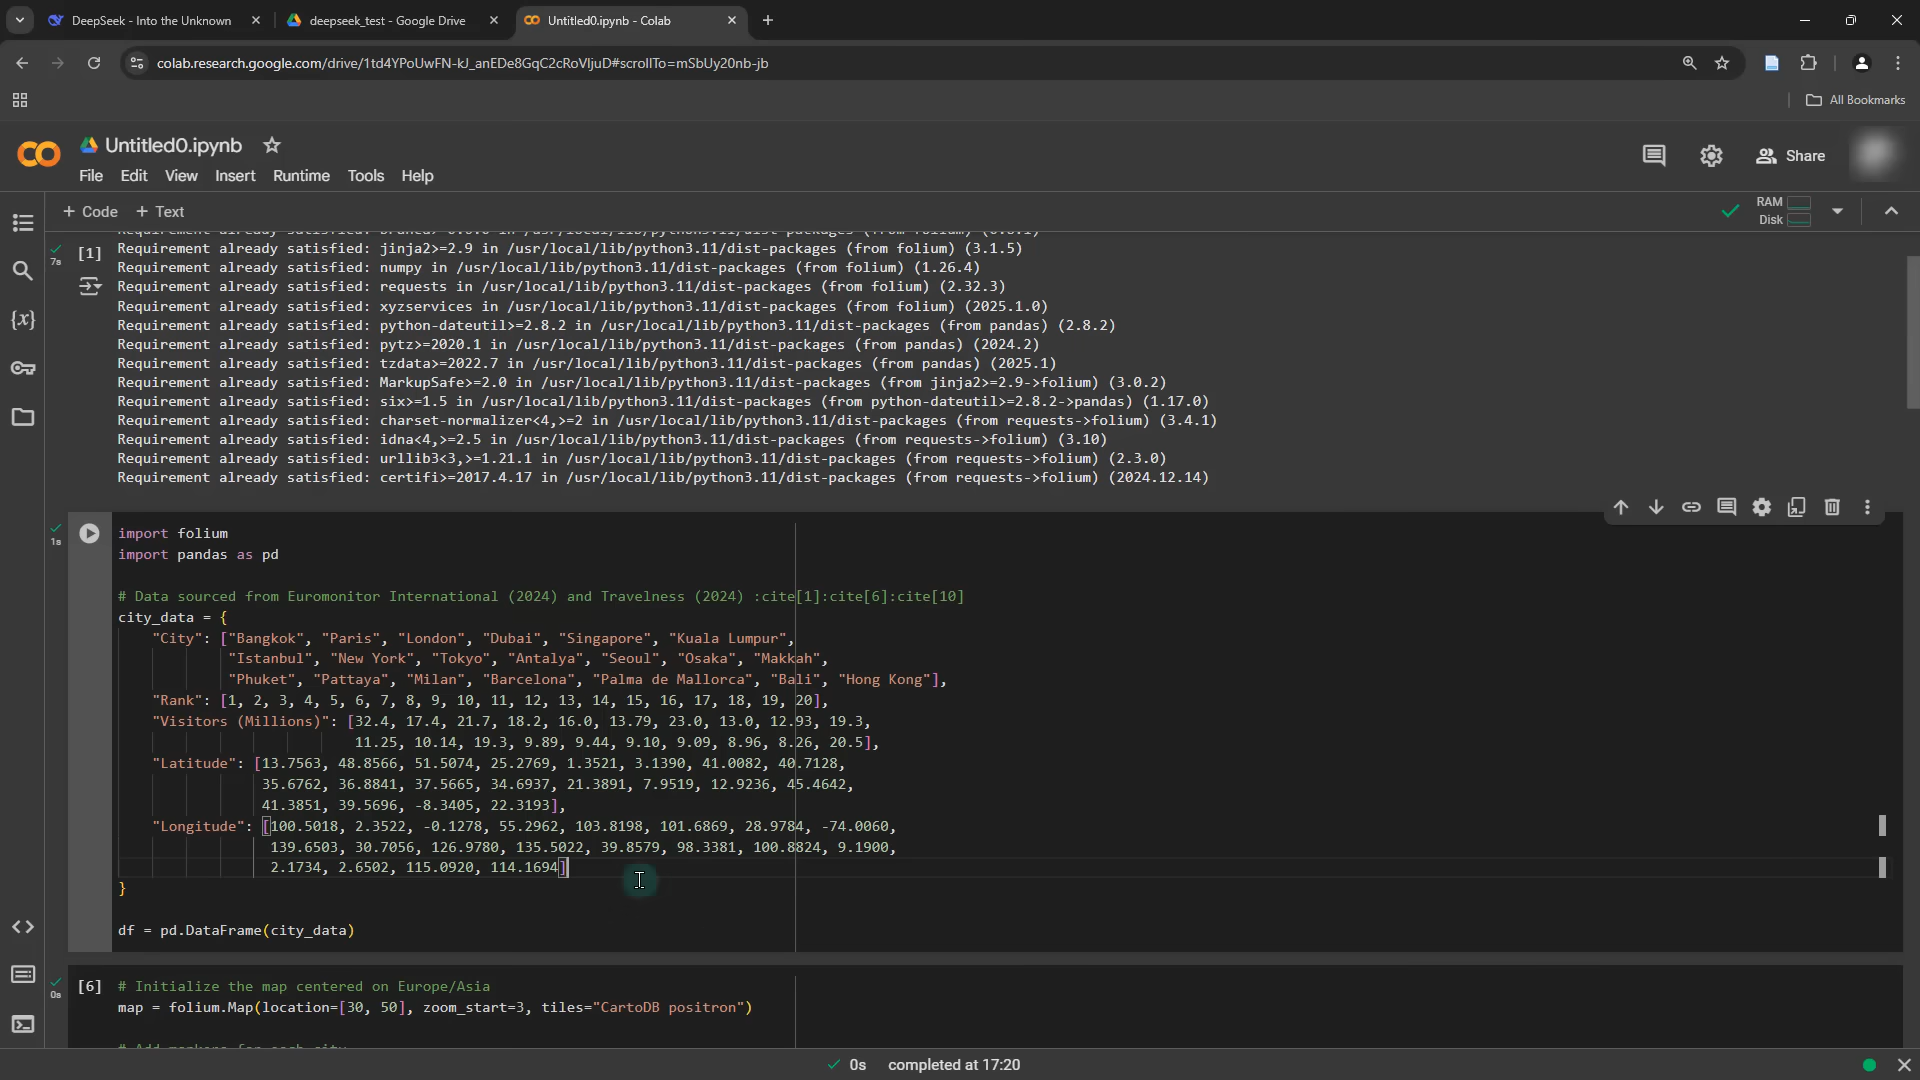 DeepSeek - Into the Unknown
deepseek_test - Google Drive
Untitled0.ipynb - Colab
colab.research.google.com/drive/1td4YPoUwFN-kJ_anEDe8GqC2cRoVljuD#scrollTo=mSbUy20nb-jb
All Bookmarks
Untitled0.ipynb
Share
File Edit View Insert Runtime Tools Help
+ Code + Text
RAM
Disk
7s
[1]
Requirement already satisfied: jinja2>=2.9 in /usr/local/lib/python3.11/dist-packages (from folium) (3.1.5)
Requirement already satisfied: numpy in /usr/local/lib/python3.11/dist-packages (from folium) (1.26.4)
Requirement already satisfied: requests in /usr/local/lib/python3.11/dist-packages (from folium) (2.32.3)
Requirement already satisfied: xyzservices in /usr/local/lib/python3.11/dist-packages (from folium) (2025.1.0)
Requirement already satisfied: python-dateutil>=2.8.2 in /usr/local/lib/python3.11/dist-packages (from pandas) (2.8.2)
Requirement already satisfied: pytz>=2020.1 in /usr/local/lib/python3.11/dist-packages (from pandas) (2024.2)
Requirement already satisfied: tzdata>=2022.7 in /usr/local/lib/python3.11/dist-packages (from pandas) (2025.1)
Requirement already satisfied: MarkupSafe>=2.0 in /usr/local/lib/python3.11/dist-packages (from jinja2>=2.9->folium) (3.0.2)
Requirement already satisfied: six>=1.5 in /usr/local/lib/python3.11/dist-packages (from python-dateutil>=2.8.2->pandas) (1.17.0)
Requirement already satisfied: charset-normalizer<4,>=2 in /usr/local/lib/python3.11/dist-packages (from requests->folium) (3.4.1)
Requirement already satisfied: idna<4,>=2.5 in /usr/local/lib/python3.11/dist-packages (from requests->folium) (3.10)
Requirement already satisfied: urllib3<3,>=1.21.1 in /usr/local/lib/python3.11/dist-packages (from requests->folium) (2.3.0)
Requirement already satisfied: certifi>=2017.4.17 in /usr/local/lib/python3.11/dist-packages (from requests->folium) (2024.12.14)
1s
import folium
import pandas as pd
# Data sourced from Euromonitor International (2024) and Travelness (2024) :cite[1]:cite[6]:cite[10]
city_data = {
"City": ["Bangkok", "Paris", "London", "Dubai", "Singapore", "Kuala Lumpur",
"Istanbul", "New York", "Tokyo", "Antalya", "Seoul", "Osaka", "Makkah",
"Phuket", "Pattaya", "Milan", "Barcelona", "Palma de Mallorca", "Bali", "Hong Kong"],
"Rank": [1, 2, 3, 4, 5, 6, 7, 8, 9, 10, 11, 12, 13, 14, 15, 16, 17, 18, 19, 20],
"Visitors (Millions)": [32.4, 17.4, 21.7, 18.2, 16.0, 13.79, 23.0, 13.0, 12.93, 19.3,
11.25, 10.14, 19.3, 9.89, 9.44, 9.10, 9.09, 8.96, 8.26, 20.5],
"Latitude": [13.7563, 48.8566, 51.5074, 25.2769, 1.3521, 3.1390, 41.0082, 40.7128,
35.6762, 36.8841, 37.5665, 34.6937, 21.3891, 7.9519, 12.9236, 45.4642,
41.3851, 39.5696, -8.3405, 22.3193],
"Longitude": [100.5018, 2.3522, -0.1278, 55.2962, 103.8198, 101.6869, 28.9784, -74.0060,
139.6503, 30.7056, 126.9780, 135.5022, 39.8579, 98.3381, 100.8824, 9.1900,
2.1734, 2.6502, 115.0920, 114.1694]
}
df = pd.DataFrame(city_data)
0s
[6]
# Initialize the map centered on Europe/Asia
map = folium.Map(location=[30, 50], zoom_start=3, tiles="CartoDB positron")
0s completed at 17:20